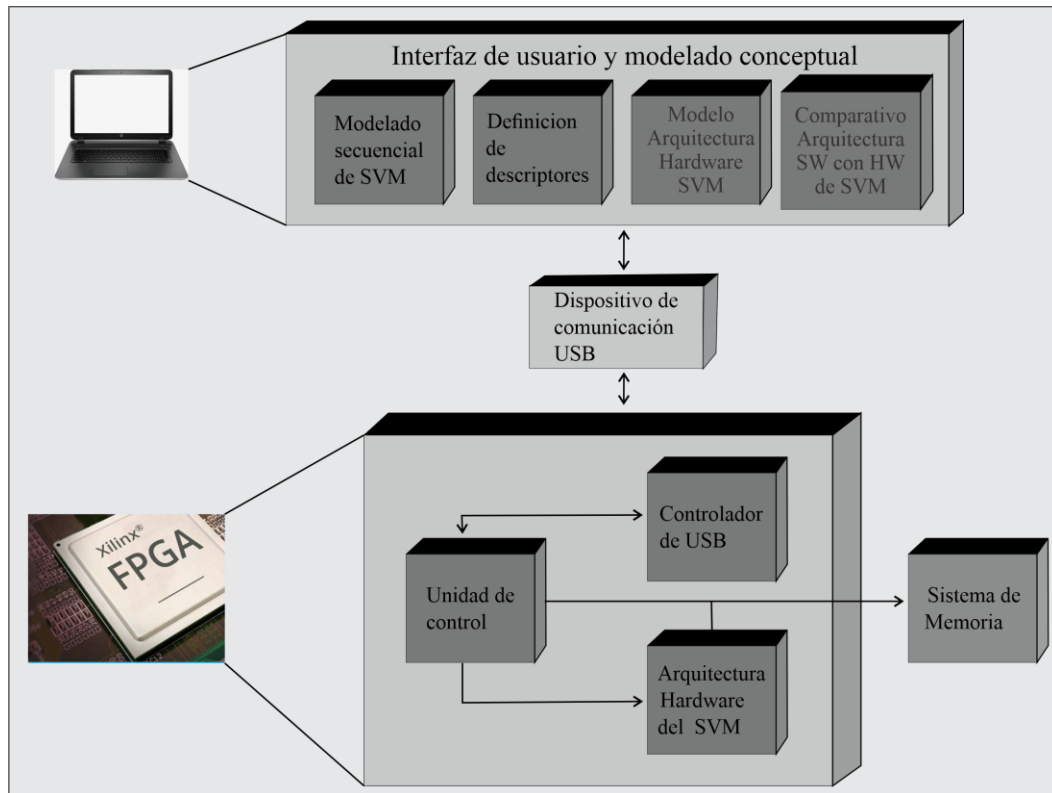 Interfaz de usuario y modelado conceptual
Modelado
secuencial
de SVM
Definicion
de
descriptores
Modelo
Arquitectura
Hardware
SVM
Comparativo
Arquitectura
SW con HW
de SVM
Dispositivo de
comunicación
USB
Xilinx®
FPGA
Controlador
de USB
Unidad de
control
Sistema de
Memoria
Arquitectura
Hardware
del SVM